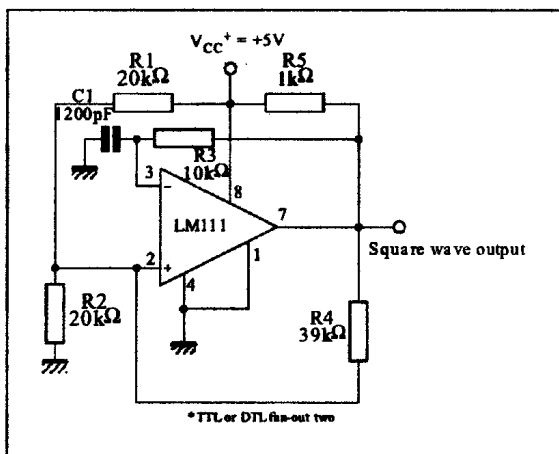 V CC + = +5V
R1
20kΩ
R5
1kΩ
C1
1200pF
R3
10kΩ
3
−
8
LM111
7
Square wave output
2
+
1
4
R2
20kΩ
R4
39kΩ
*TTL or DTL fan-out two